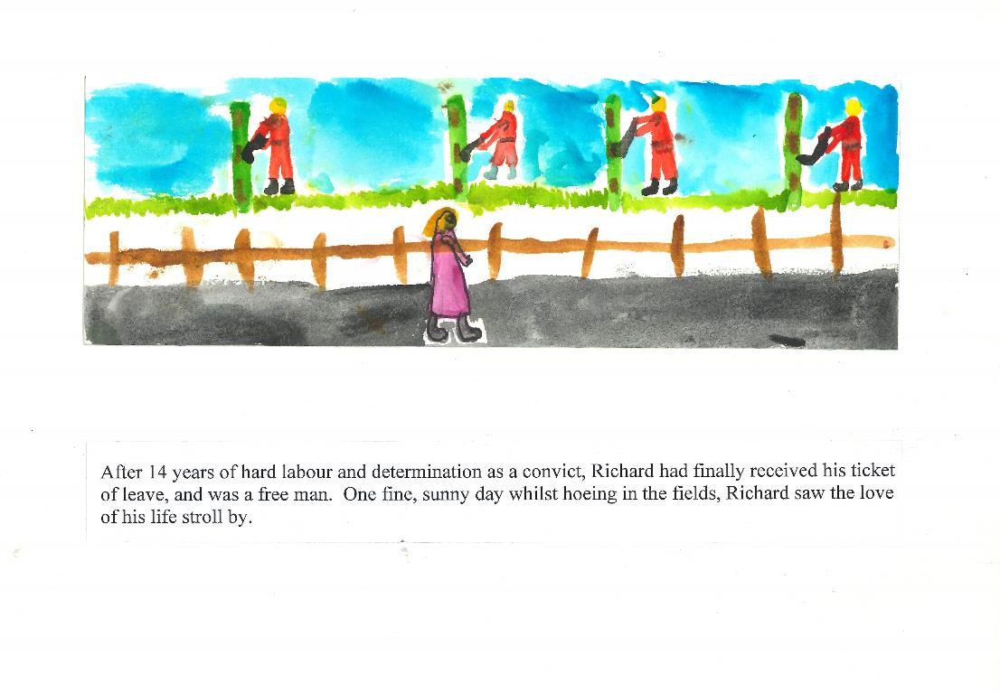 After 14 years of hard labour and determination as a convict, Richard had finally received his ticket
of leave, and was a free man.  One fine, sunny day whilst hoeing in the fields, Richard saw the love
of his life stroll by.